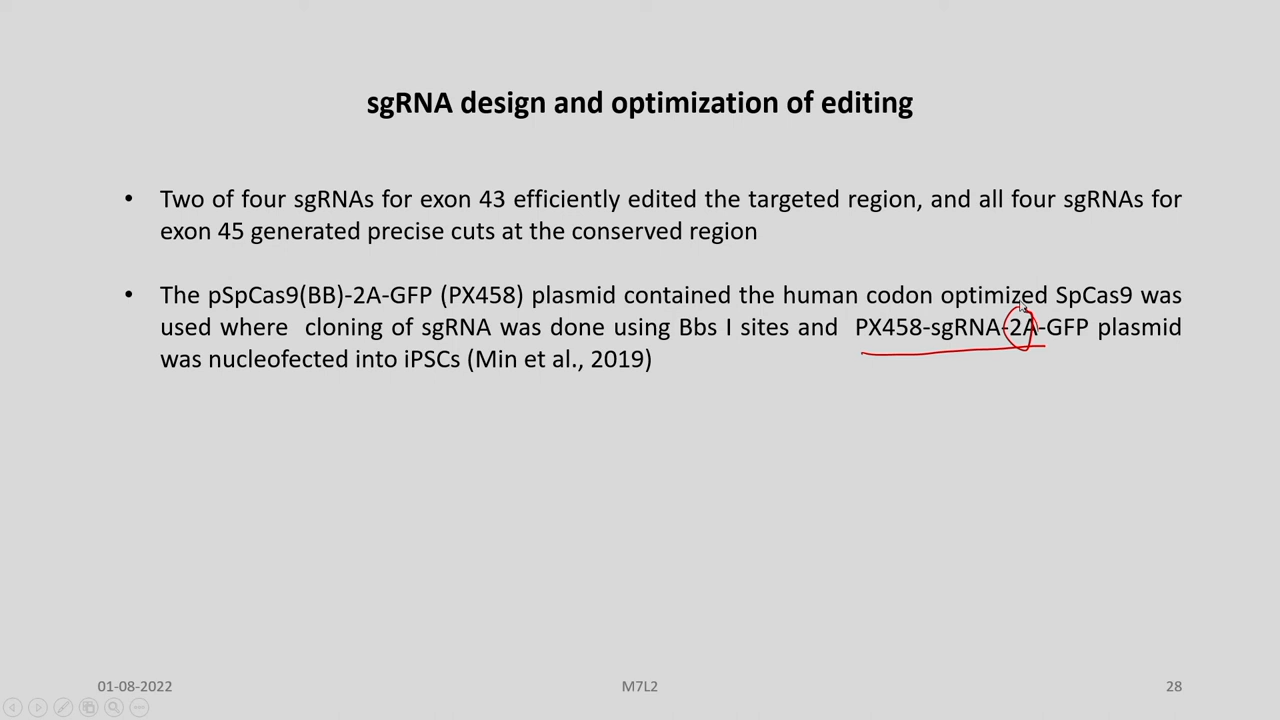 sgRNA design and optimization of editing
• Two of four sgRNAs for exon 43 efficiently edited the targeted region, and all four sgRNAs for
exon 45 generated precise cuts at the conserved region
• The pSpCas9(BB)-2A-GFP (PX458) plasmid contained the human codon optimized SpCas9 was
used where cloning of sgRNA was done using Bbs I sites and PX458-sgRNA-2A-GFP plasmid
was nucleofected into iPSCs (Min et al., 2019)
01-08-2022 M7L2 28